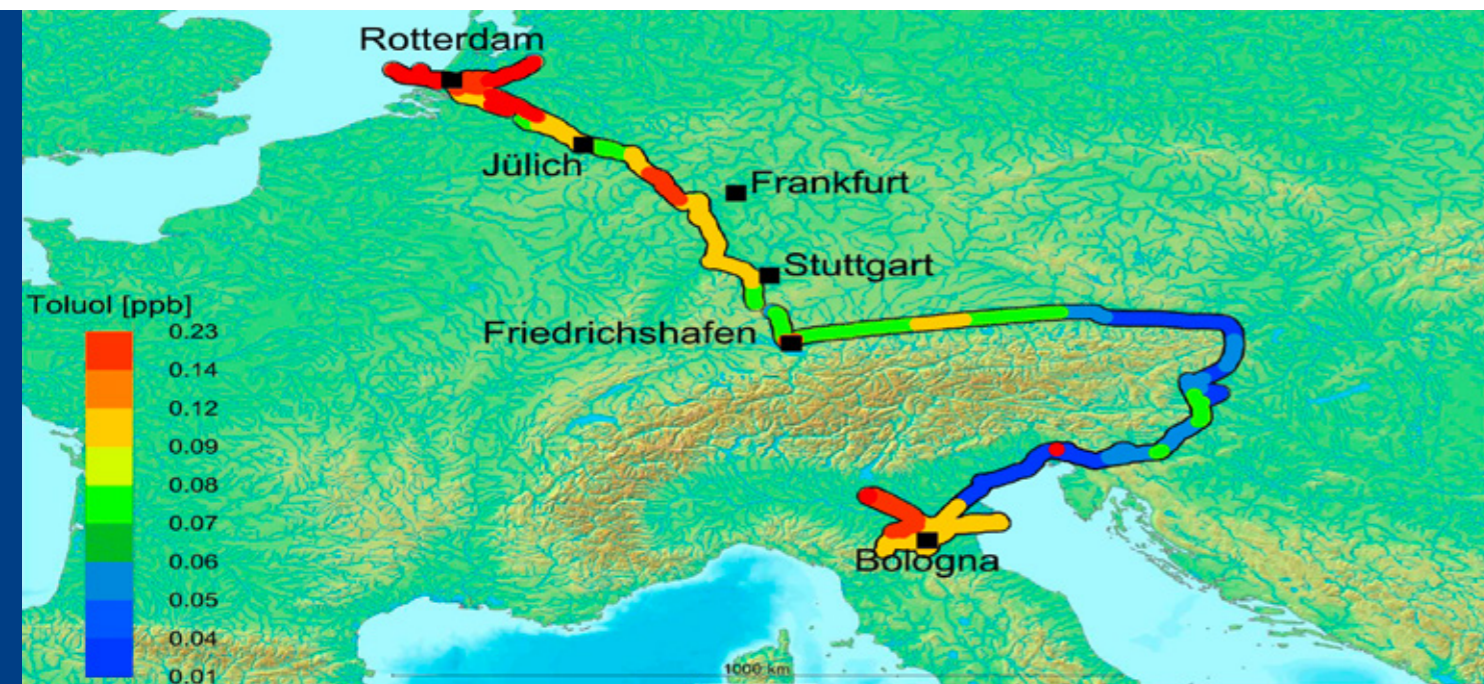 Rotterdam
Jülich
Frankfurt
Stuttgart
Toluol [ppb]
Friedrichshafen
0.23
0.14
0.12
0.09
0.08
0.07
0.06
0.05
0.04
0.01
Bologna
1000 km